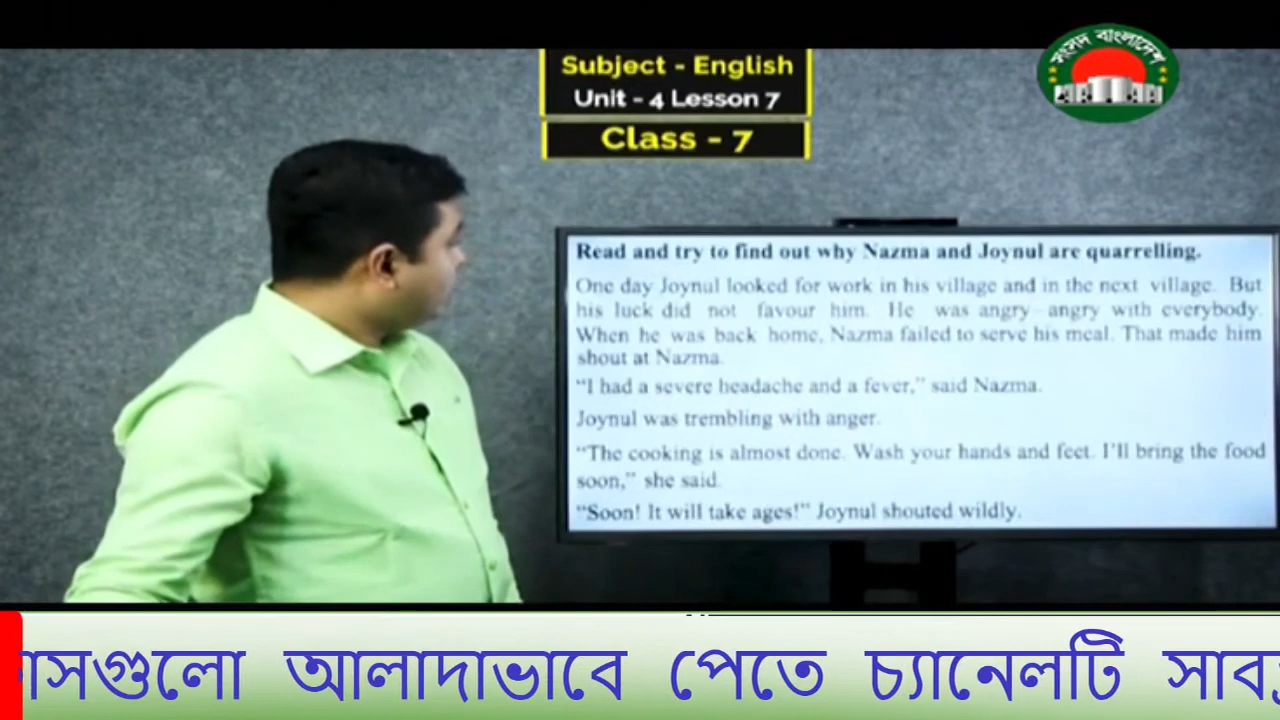 সংসদ বাংলাদেশ
Subject - English
Unit - 4 Lesson 7
Class - 7
Read and try to find out why Nazma and Joynul are quarrelling.
One day Joynul looked for work in his village and in the next village. But
his luck did not favour him. He was angry angry with everybody.
When he was back home, Nazma failed to serve his meal. That made him
shout at Nazma.
“I had a severe headache and a fever,” said Nazma.
Joynul was trembling with anger.
“The cooking is almost done. Wash your hands and feet. I’ll bring the food
soon,” she said.
“Soon! It will take ages!” Joynul shouted wildly.
আলাদাভাবে পেতে চ্যানেলটি